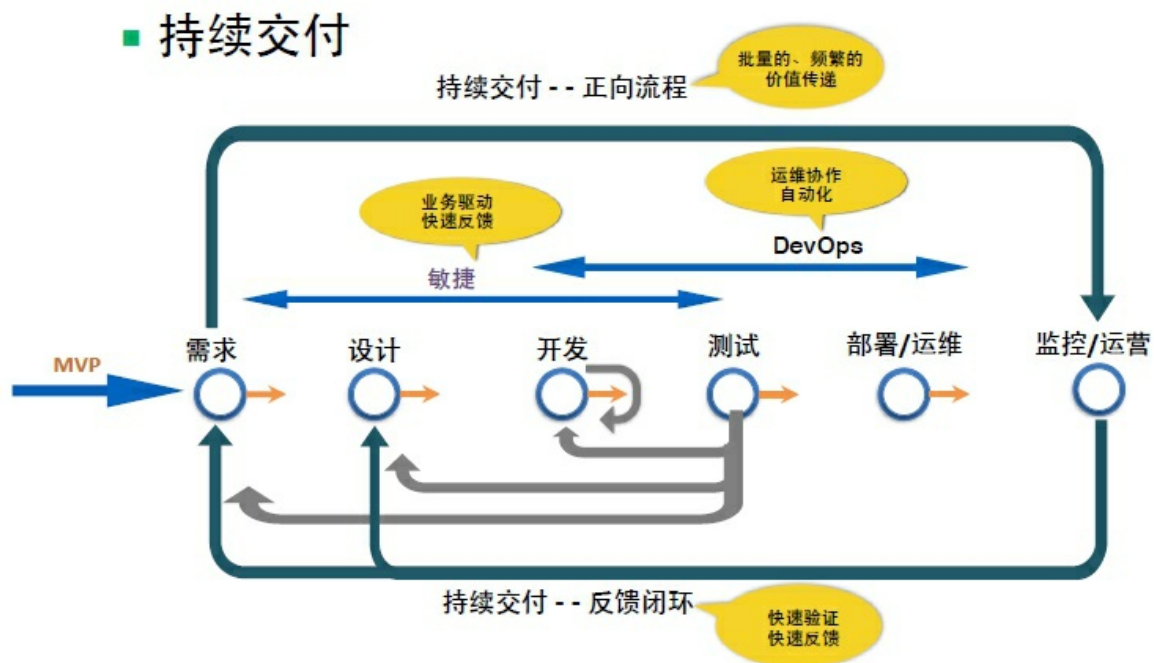 持续交付
持续交付 - - 正向流程
批量的、频繁的
价值传递
业务驱动
快速反馈
运维协作
自动化
DevOps
敏捷
MVP
需求
设计
开发
测试
部署/运维
监控/运营
持续交付 - - 反馈闭环
快速验证
快速反馈